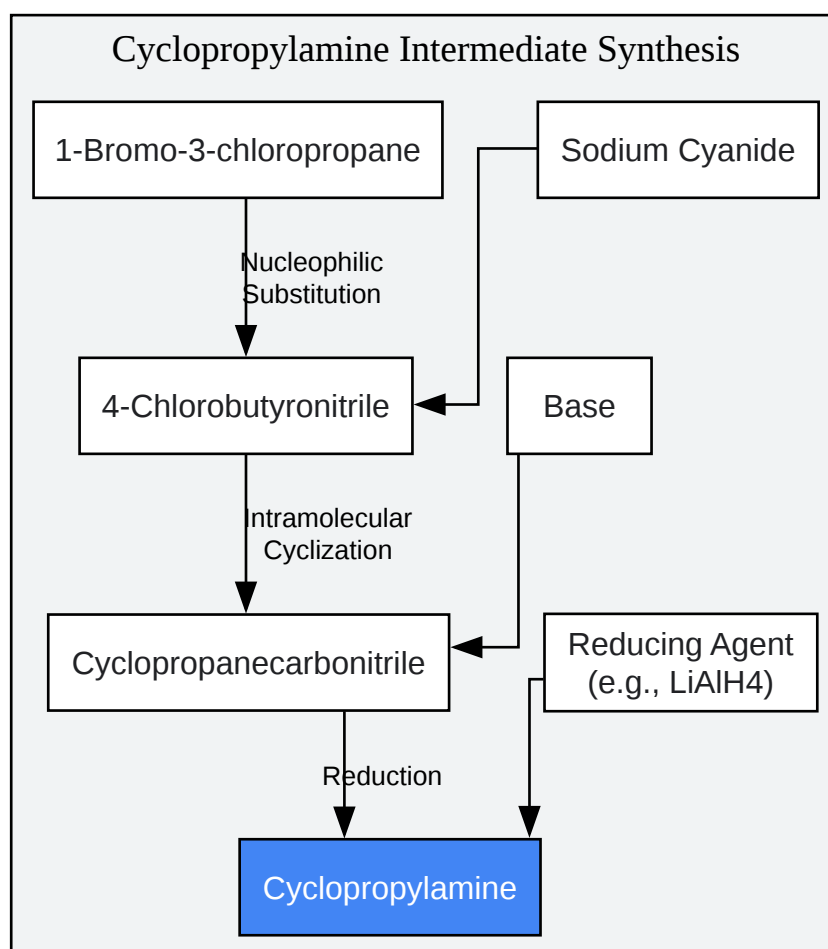 Cyclopropylamine Intermediate Synthesis
1-Bromo-3-chloropropane
Sodium Cyanide
Nucleophilic
Substitution
4-Chlorobutyronitrile
Base
Intramolecular
Cyclization
Cyclopropanecarbonitrile
Reducing Agent
(e.g., LiAlH4)
Reduction
Cyclopropylamine